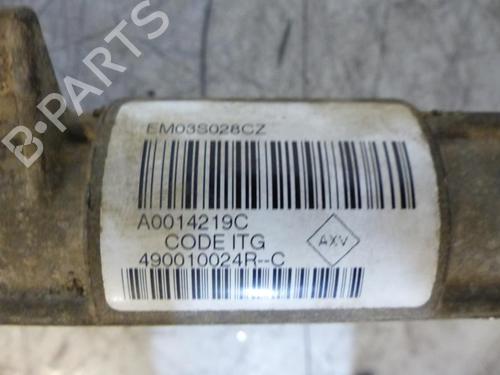 EM03S028CZ
A0014219C
CODE ITG
AXV
490010024R--C
B-PARTS